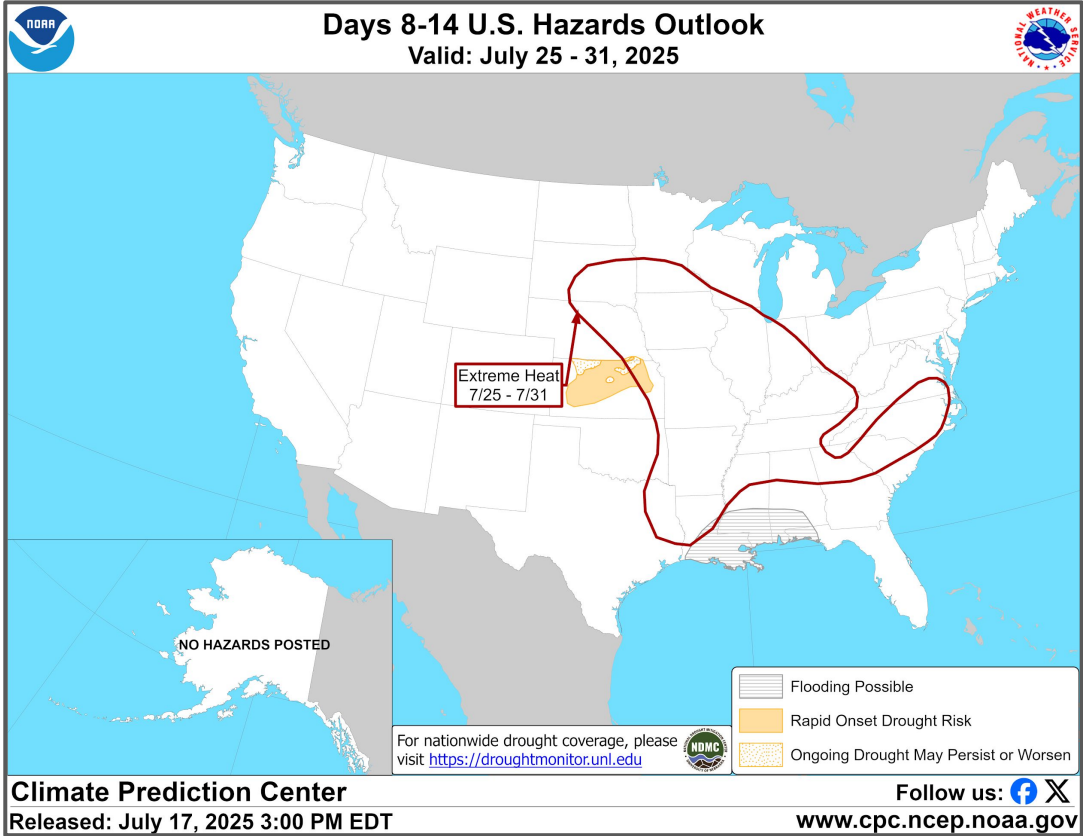 NOAA
Days 8-14 U.S. Hazards Outlook
Valid: July 25 - 31, 2025
NATIONAL WEATHER SERVICE
Extreme Heat
7/25 - 7/31
NO HAZARDS POSTED
Flooding Possible
Rapid Onset Drought Risk
Ongoing Drought May Persist or Worsen
For nationwide drought coverage, please
visit https://droughtmonitor.unl.edu
NDMC
Climate Prediction Center
Follow us:
Released: July 17, 2025 3:00 PM EDT
www.cpc.ncep.noaa.gov